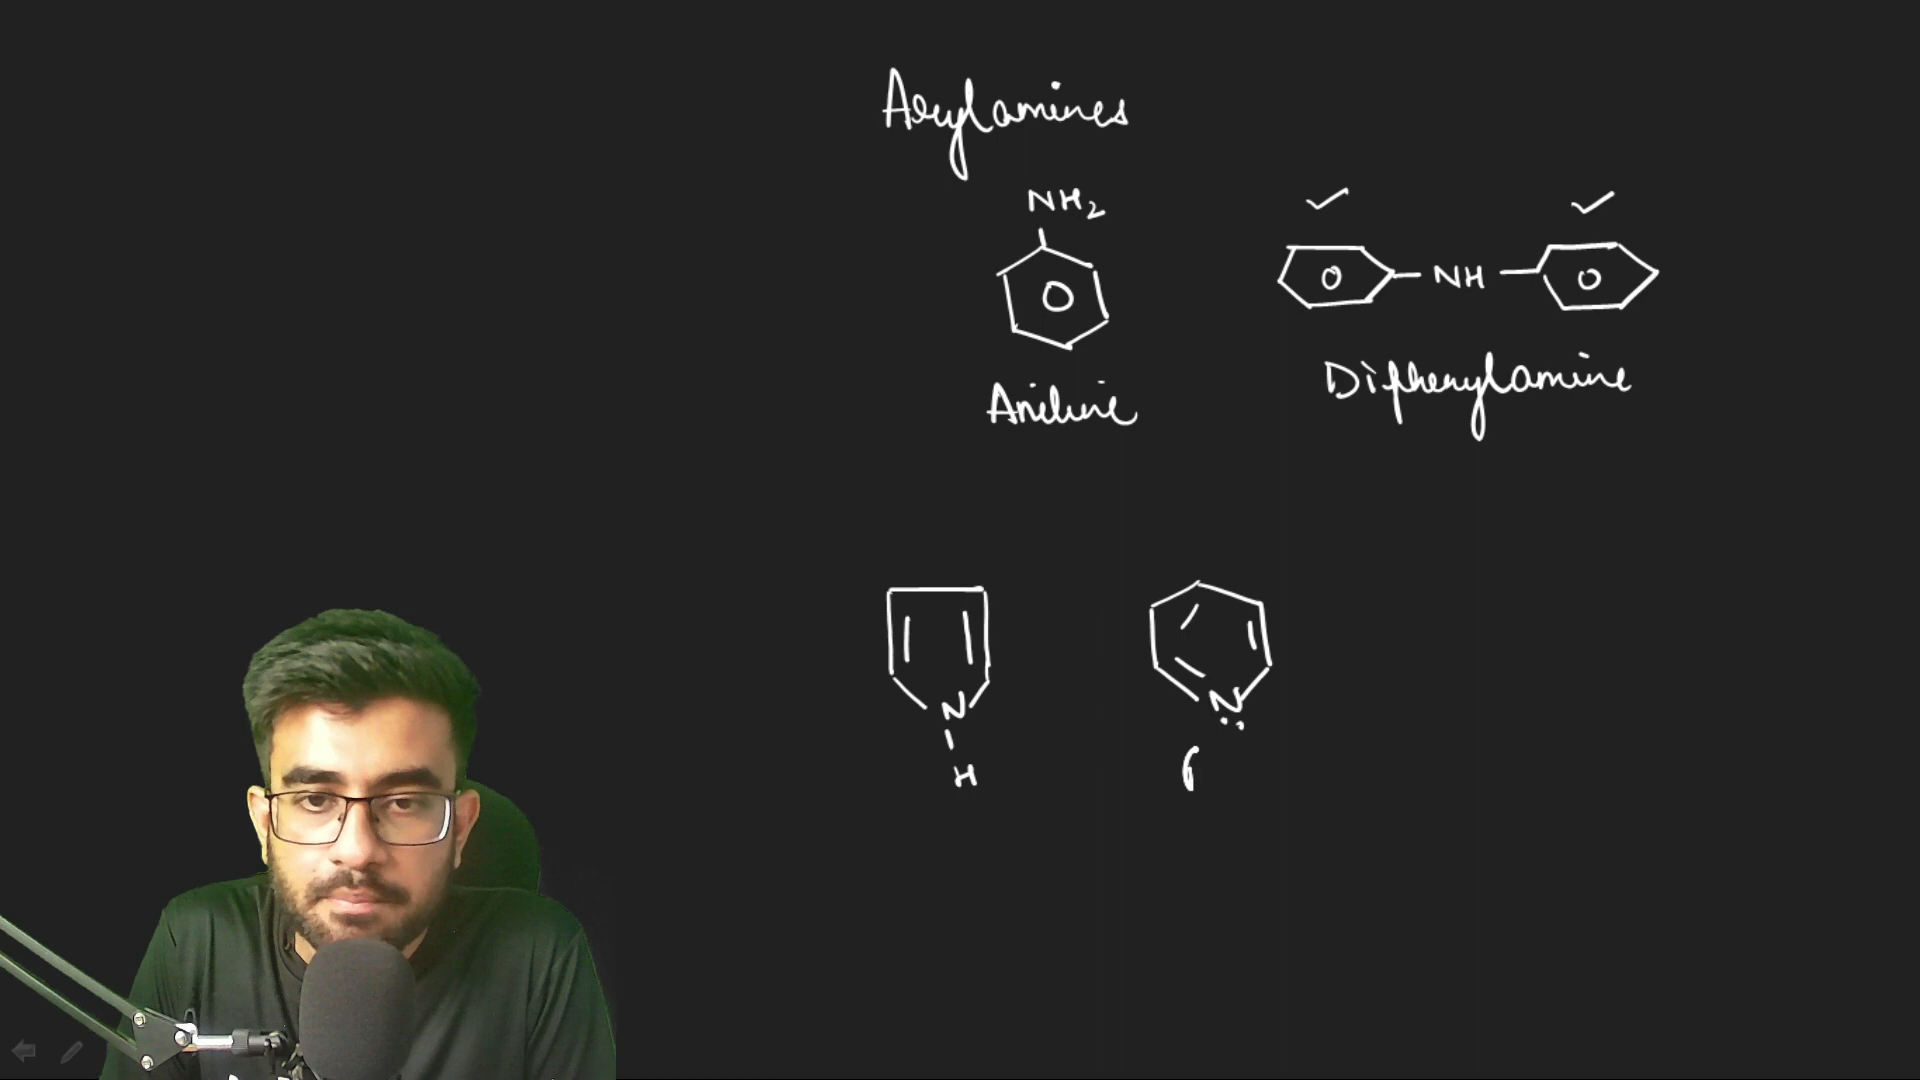 Arylamines
NH2
NH
Aniline
Diphenylamine
N
H
N